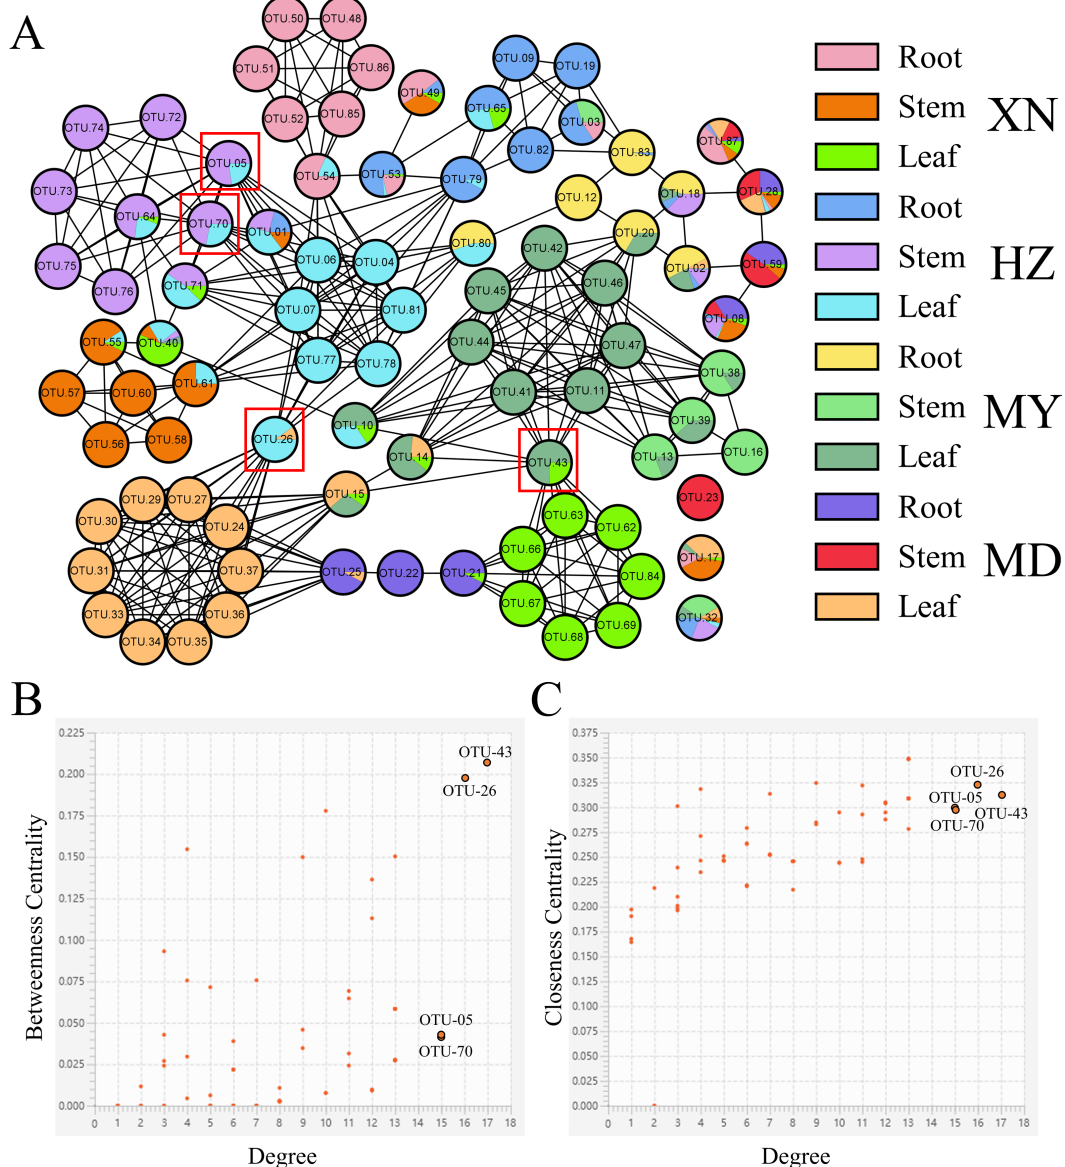 A
OTU.50 OTU.48
OTU.51 OTU.86
OTU.52 OTU.85
OTU.54
OTU.49
OTU.53
OTU.09 OTU.19
OTU.65 OTU.03
OTU.82
OTU.79
OTU.83
OTU.87
OTU.12 OTU.18 OTU.28
OTU.80 OTU.20
OTU.02 OTU.59
OTU.08
OTU.74 OTU.72
OTU.05
OTU.73
OTU.64 OTU.70 OTU.01
OTU.75
OTU.76 OTU.71
OTU.06 OTU.04
OTU.07 OTU.81
OTU.77 OTU.78
OTU.42
OTU.45 OTU.46
OTU.44 OTU.47
OTU.41 OTU.11
OTU.38
OTU.39
OTU.13 OTU.16
OTU.55 OTU.40
OTU.57 OTU.60 OTU.61
OTU.56 OTU.58
OTU.26
OTU.10
OTU.14
OTU.43
OTU.15
OTU.23
OTU.29 OTU.27
OTU.30 OTU.24
OTU.31 OTU.37
OTU.33 OTU.36
OTU.34 OTU.35
OTU.25 OTU.22 OTU.21
OTU.63
OTU.66 OTU.62
OTU.84
OTU.67
OTU.68 OTU.69
OTU.17
OTU.32
Root
Stem XN
Leaf
Root
Stem HZ
Leaf
Root
Stem MY
Leaf
Root
Stem MD
Leaf
B
Betweenness Centrality
0.225
0.200
0.175
0.150
0.125
0.100
0.075
0.050
0.025
0.000
OTU-43
OTU-26
OTU-05
OTU-70
0 1 2 3 4 5 6 7 8 9 10 11 12 13 14 15 16 17 18
Degree
C
Closeness Centrality
0.375
0.350
0.325
0.300
0.275
0.250
0.225
0.200
0.175
0.150
0.125
0.100
0.075
0.050
0.025
0.000
OTU-26
OTU-05
OTU-43
OTU-70
0 1 2 3 4 5 6 7 8 9 10 11 12 13 14 15 16 17 18
Degree